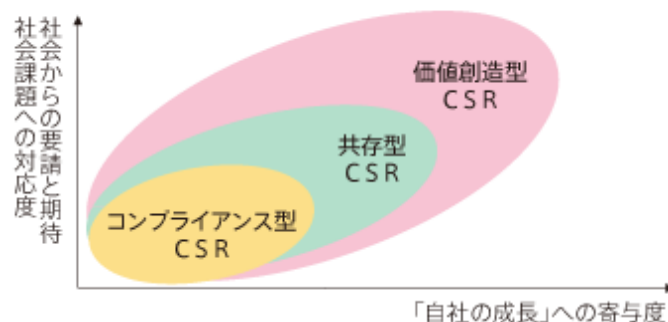 社会からの要請と期待
社会課題への対応度
価値創造型
CSR
共存型
CSR
コンプライアンス型
CSR
「自社の成長」への寄与度